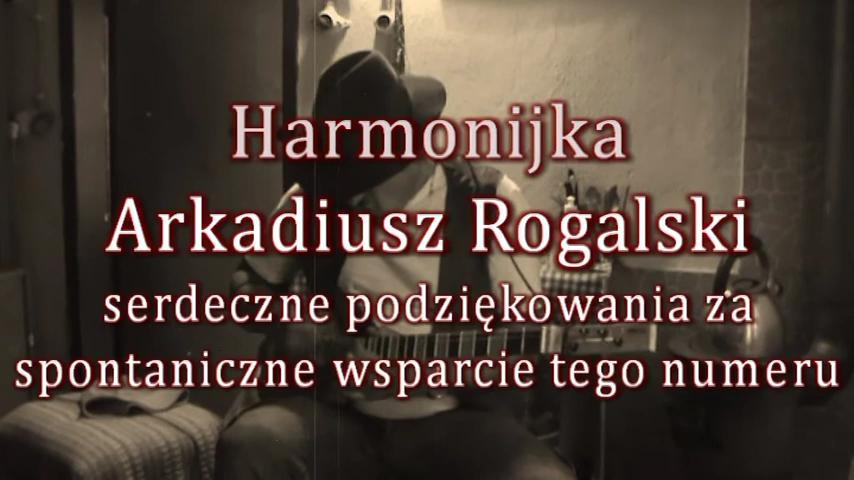 Harmonijka
Arkadiusz Rogalski
serdeczne podziękowania za
spontaniczne wsparcie tego numeru